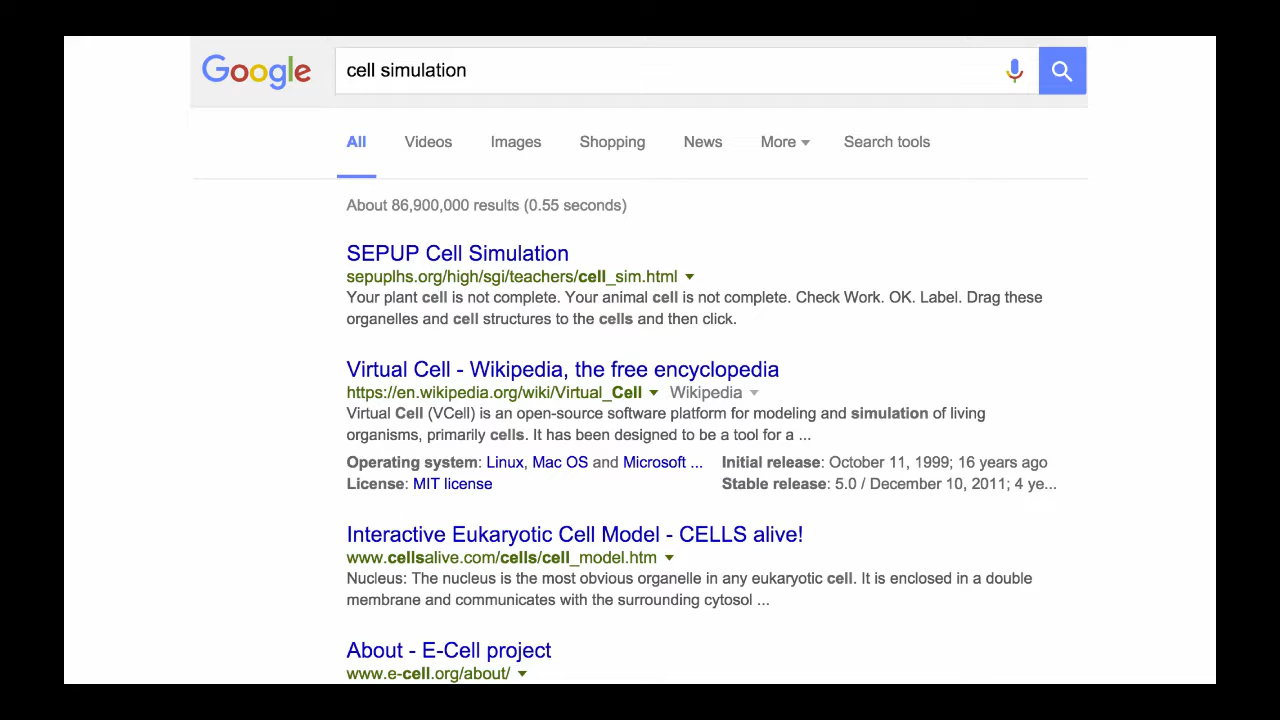 Google
cell simulation
All Videos Images Shopping News More Search tools
About 86,900,000 results (0.55 seconds)
SEPUP Cell Simulation
sepuplhs.org/high/sgi/teachers/cell_sim.html
Your plant cell is not complete. Your animal cell is not complete. Check Work. OK. Label. Drag these
organelles and cell structures to the cells and then click.
Virtual Cell - Wikipedia, the free encyclopedia
https://en.wikipedia.org/wiki/Virtual_Cell Wikipedia
Virtual Cell (VCell) is an open-source software platform for modeling and simulation of living
organisms, primarily cells. It has been designed to be a tool for a ...
Operating system: Linux, Mac OS and Microsoft ... Initial release: October 11, 1999; 16 years ago
License: MIT license Stable release: 5.0 / December 10, 2011; 4 ye...
Interactive Eukaryotic Cell Model - CELLS alive!
www.cellsalive.com/cells/cell_model.htm
Nucleus: The nucleus is the most obvious organelle in any eukaryotic cell. It is enclosed in a double
membrane and communicates with the surrounding cytosol ...
About - E-Cell project
www.e-cell.org/about/